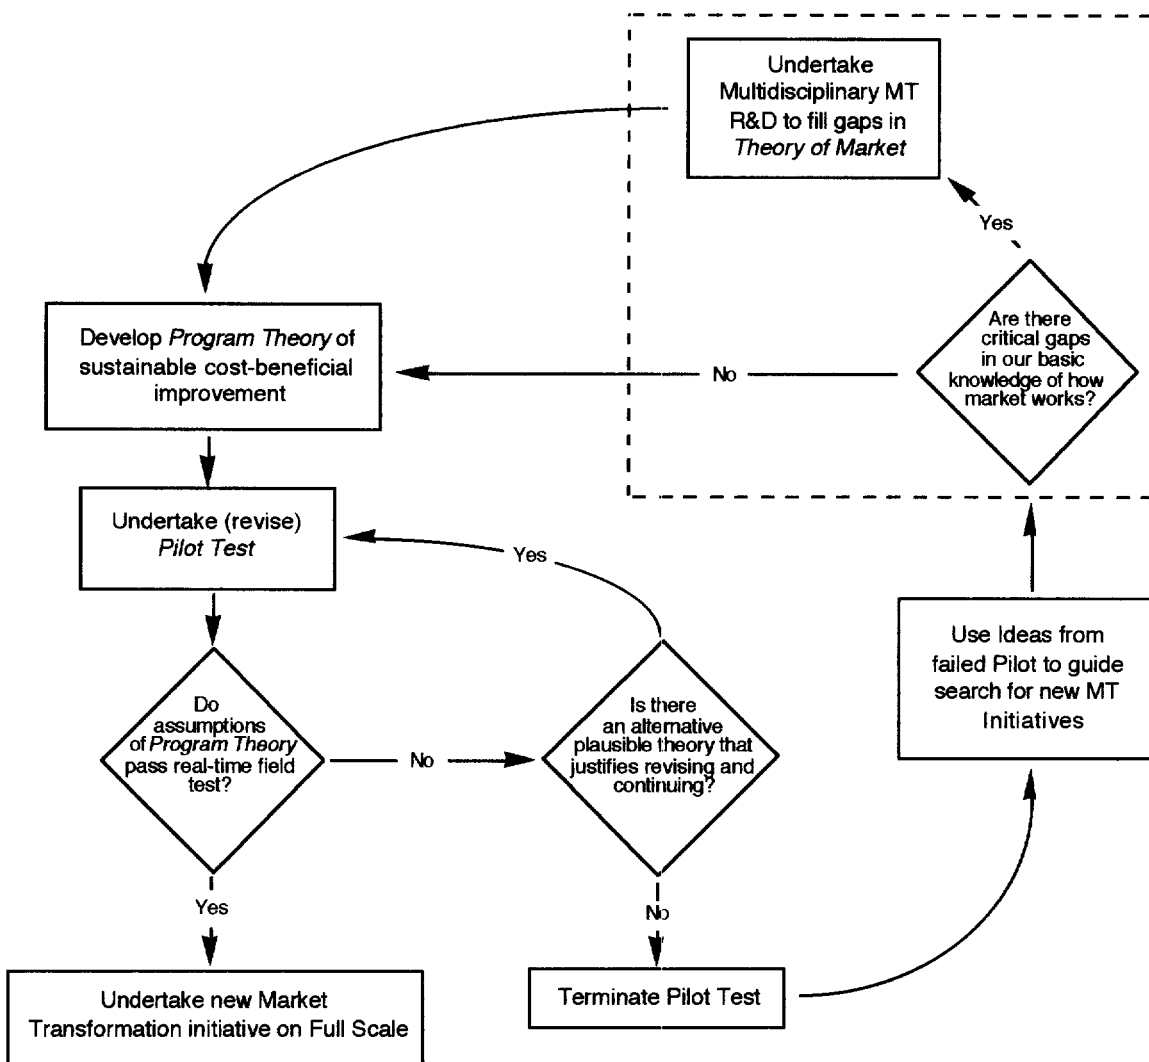 Undertake
Multidisciplinary MT
R&D to fill gaps in
Theory of Market
Yes
Are there
critical gaps
in our basic
knowledge of how
market works?
No
Develop Program Theory of
sustainable cost-beneficial
improvement
Undertake (revise)
Pilot Test
Yes
Use Ideas from
failed Pilot to guide
search for new MT
Initiatives
Do
assumptions
of Program Theory
pass real-time field
test?
No
Is there
an alternative
plausible theory that
justifies revising and
continuing?
Yes
No
Undertake new Market
Transformation initiative on Full Scale
Terminate Pilot Test